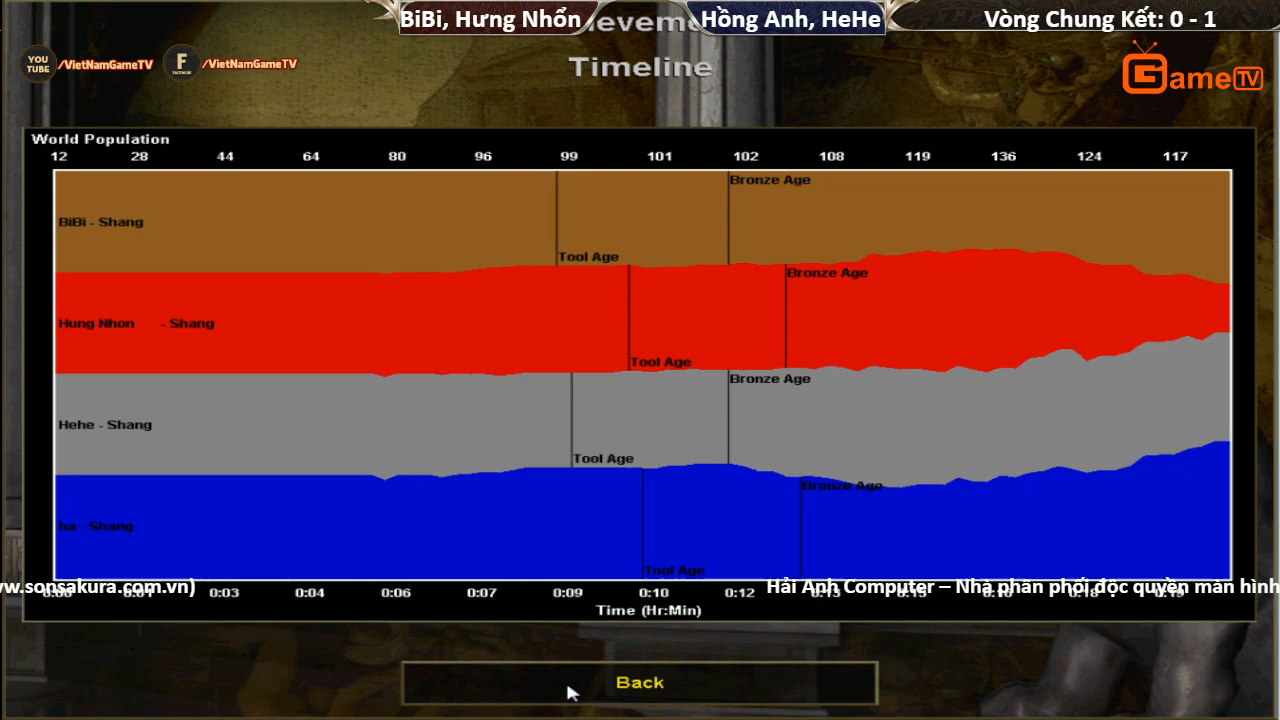 BiBi, Hưng Nhổn
Hồng Anh, HeHe
Vòng Chung Kết: 0 - 1
YOU TUBE /VietNamGameTV
F FACEBOOK /VietNamGameTV
GameTV
Timeline
World Population
12 28 44 64 80 96 99 101 102 108 119 136 124 117
Bronze Age
BiBi - Shang
Tool Age
Bronze Age
Hung Nhon - Shang
Tool Age
Bronze Age
Hehe - Shang
Tool Age
Bronze Age
ha - Shang
Tool Age
sonsakura.com.vn)
Hải Anh Computer – Nhà phân phối độc quyền màn hình
0:03 0:04 0:06 0:07 0:09 0:10 0:12
Time (Hr:Min)
Back